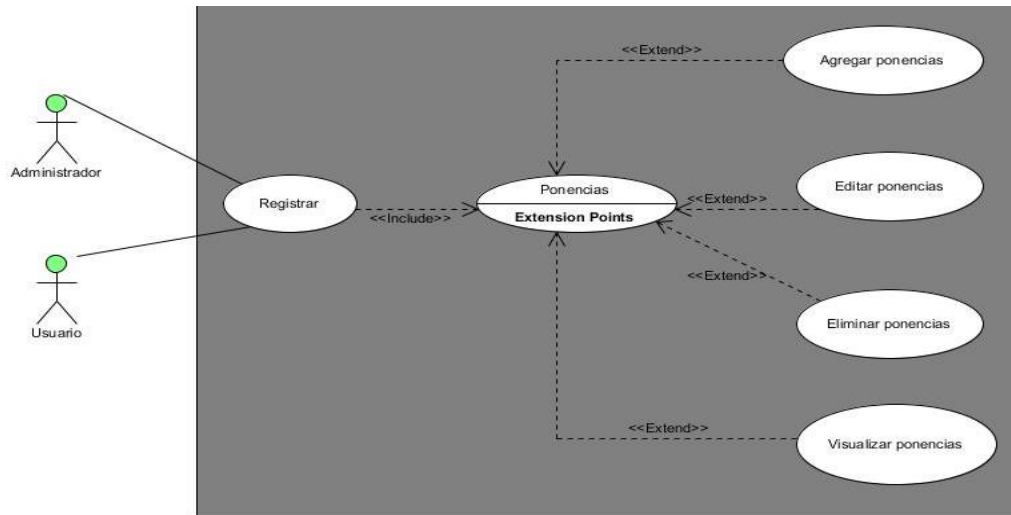 <<Extend>>
Agregar ponencias
Administrador
Registrar
<<Include>>
Ponencias
Extension Points
<<Extend>>
Editar ponencias
<<Extend>>
Usuario
Eliminar ponencias
<<Extend>>
Visualizar ponencias